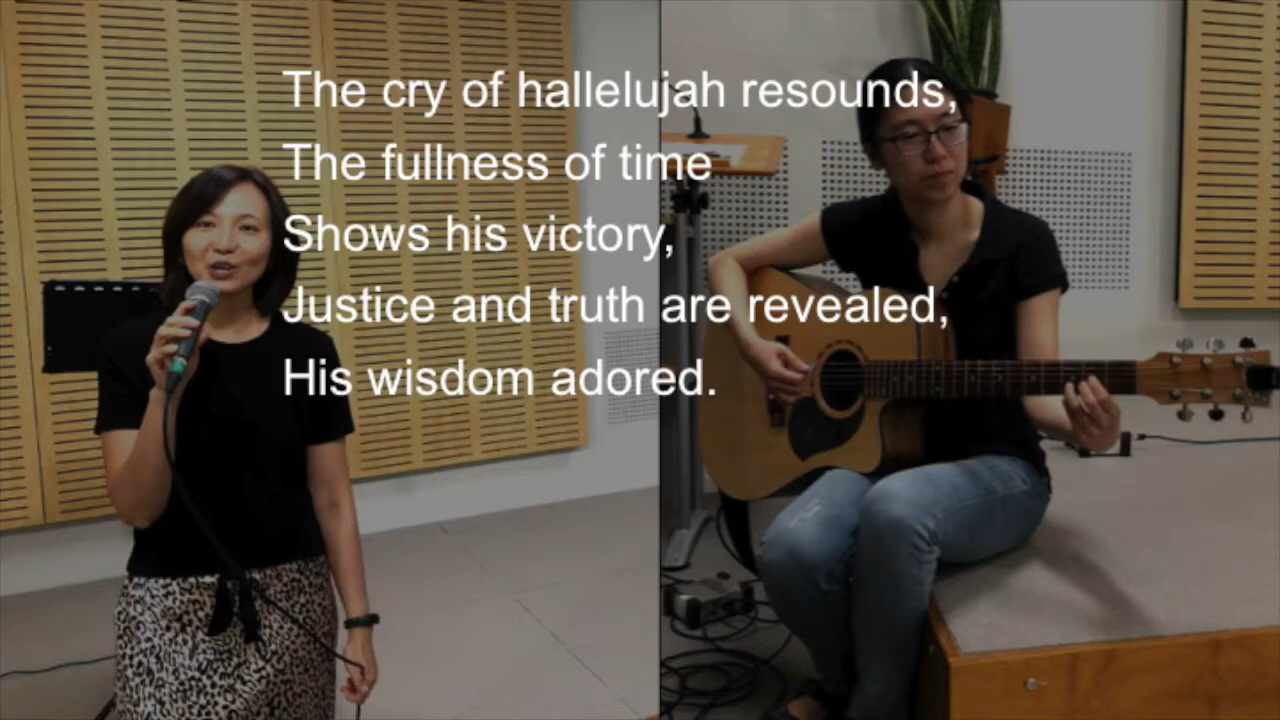 The cry of hallelujah resounds,
The fullness of time
Shows his victory,
Justice and truth are revealed,
His wisdom adored.